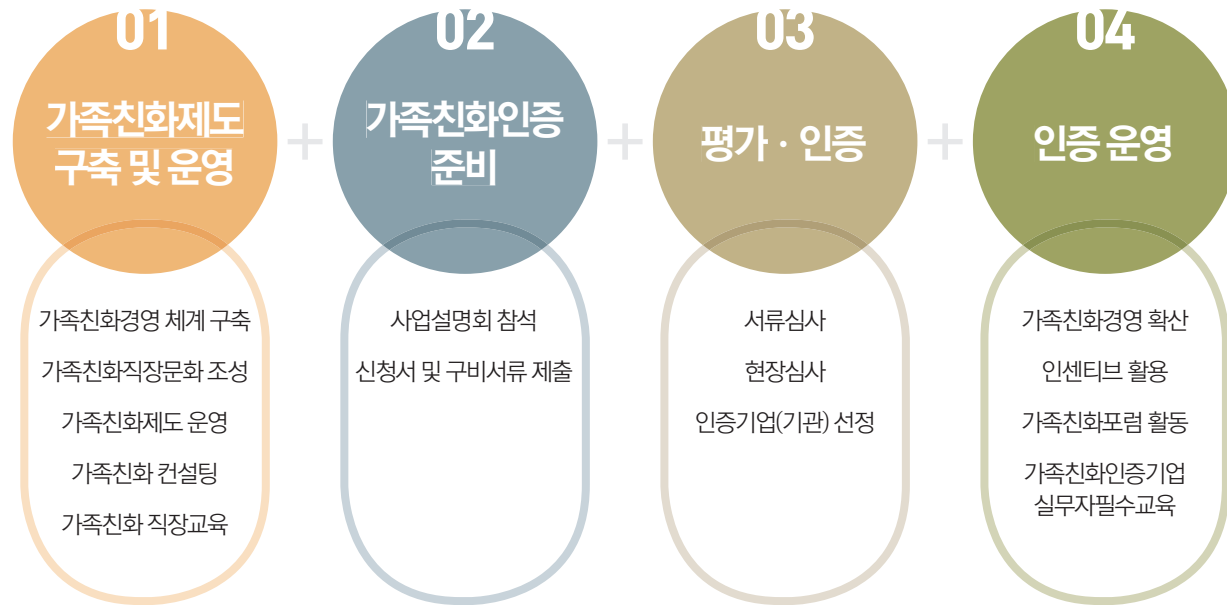 01
가족친화제도
구축 및 운영
가족친화경영 체계 구축
가족친화직장문화 조성
가족친화제도 운영
가족친화 컨설팅
가족친화 직장교육
02
가족친화인증
준비
사업설명회 참석
신청서 및 구비서류 제출
03
평가 · 인증
서류심사
현장심사
인증기업(기관) 선정
04
인증 운영
가족친화경영 확산
인센티브 활용
가족친화포럼 활동
가족친화인증기업
실무자필수교육